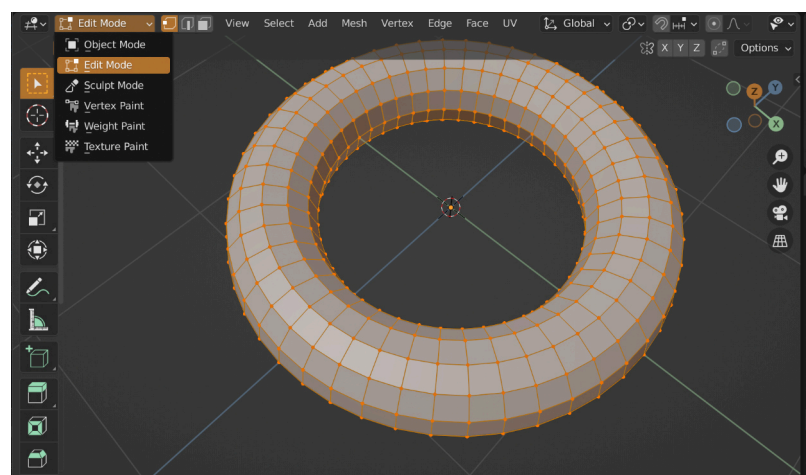 Edit Mode View Select Add Mesh Vertex Edge Face UV Global
X Y Z Options
Object Mode
Edit Mode
Sculpt Mode
Vertex Paint
Weight Paint
Texture Paint
Z
Y
X